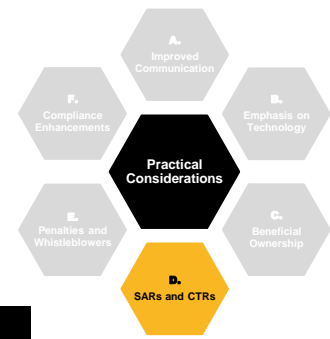 A.
Improved
Communication
F.
Compliance
Enhancements
B.
Emphasis on
Technology
Practical
Considerations
E.
Penalties and
Whistleblowers
C.
Beneficial
Ownership
D.
SARs and CTRs